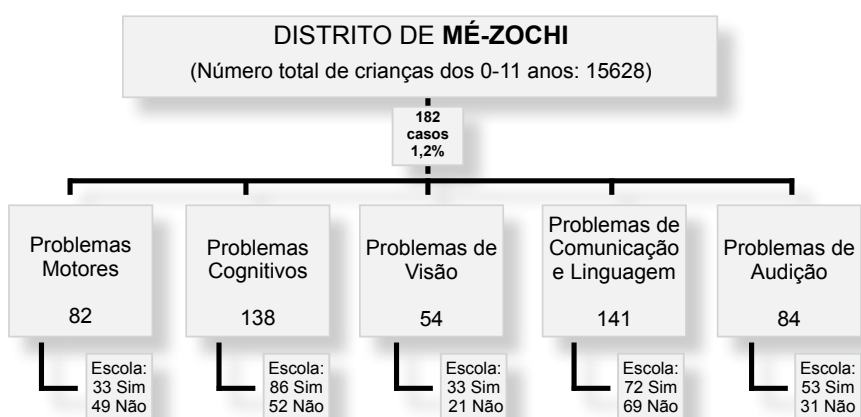 DISTRITO DE MÉ-ZOCHI
(Número total de crianças dos 0-11 anos: 15628)
182
casos
1,2%
Problemas
Motores
82
Problemas
Cognitivos
138
Problemas de
Visão
54
Problemas de
Comunicação
e Linguagem
141
Problemas de
Audição
84
Escola:
33 Sim
49 Não
Escola:
86 Sim
52 Não
Escola:
33 Sim
21 Não
Escola:
72 Sim
69 Não
Escola:
53 Sim
31 Não